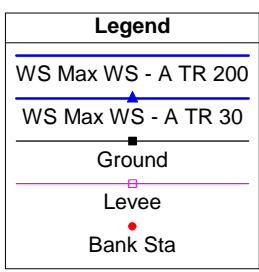 Legend
WS Max WS - A TR 200
WS Max WS - A TR 30
Ground
Levee
Bank Sta